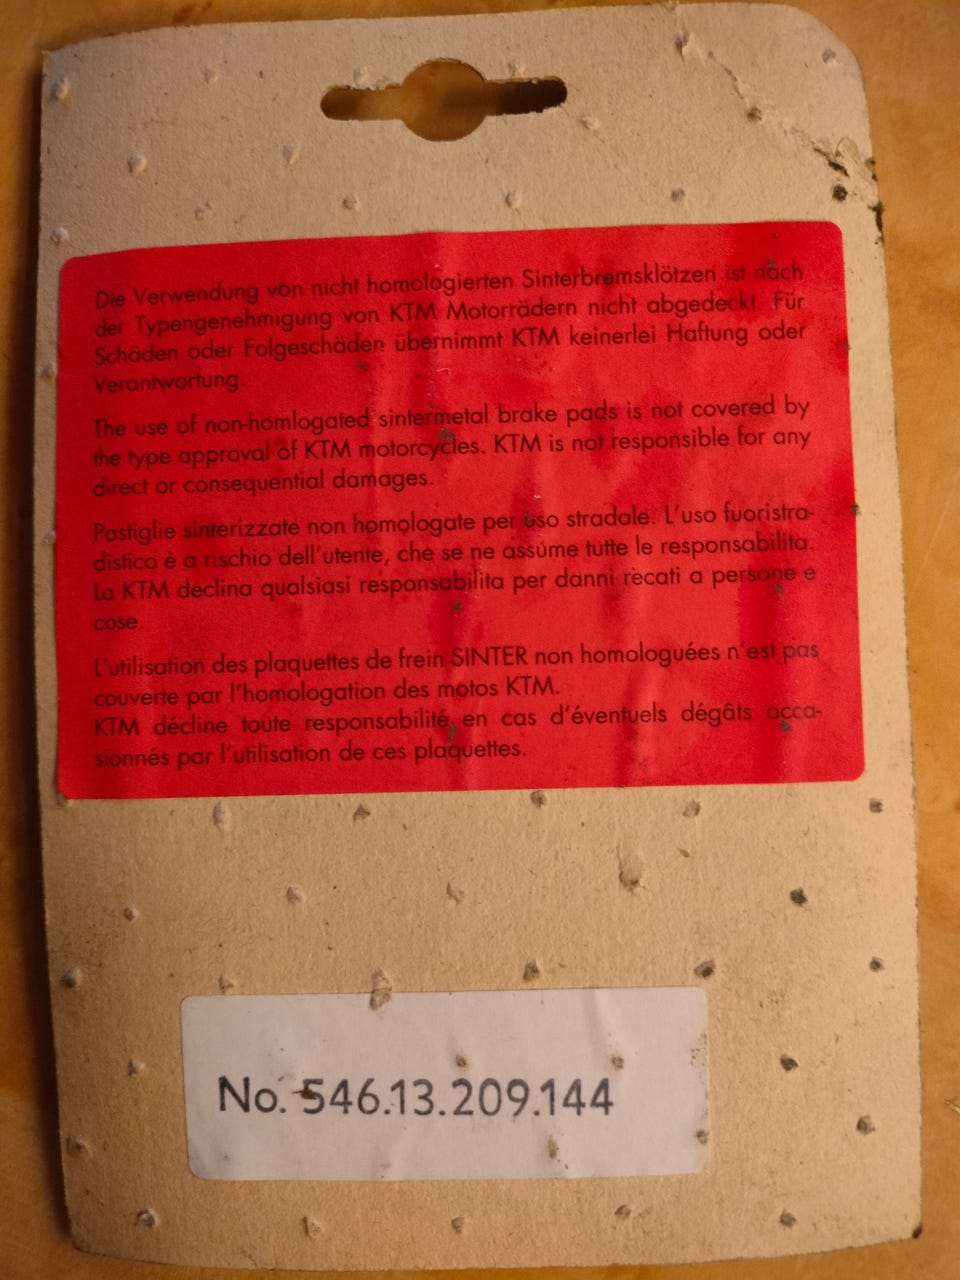 Die Verwendung von nicht homologierten Sinterbremsklötzen ist nach
der Typengenehmigung von KTM Motorrädern nicht abgedeckt. Für
Schäden oder Folgeschäden übernimmt KTM keinerlei Haftung oder
Verantwortung.
The use of non-homlogated sintermetal brake pads is not covered by
the type approval of KTM motorcycles. KTM is not responsible for any
direct or consequential damages.
Pastiglie sinterizzate non homologate per uso stradale. L'uso fuoristra-
distico è a rischio dell'utente, che se ne assume tutte le responsabilita.
La KTM declina qualsiasi responsabilita per danni rècati a persone e
cose.
L'utilisation des plaquettes de frein SINTER non homologuées n'est pas
couverte par l'homologation des motos KTM.
KTM décline toute responsabilité en cas d'éventuels dégâts occa-
sionnés par l'utilisation de ces plaquettes.
No. 546.13.209.144